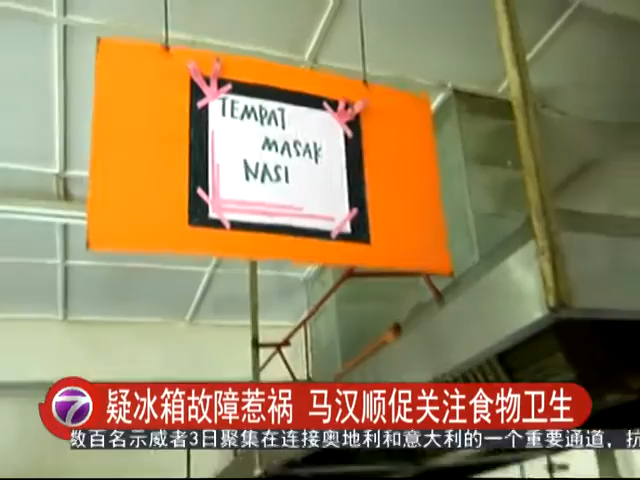 TEMPAT
MASAK
NASI
7
疑冰箱故障惹祸 马汉顺促关注食物卫生
数百名示威者3日聚集在连接奥地利和意大利的一个重要通道，抗